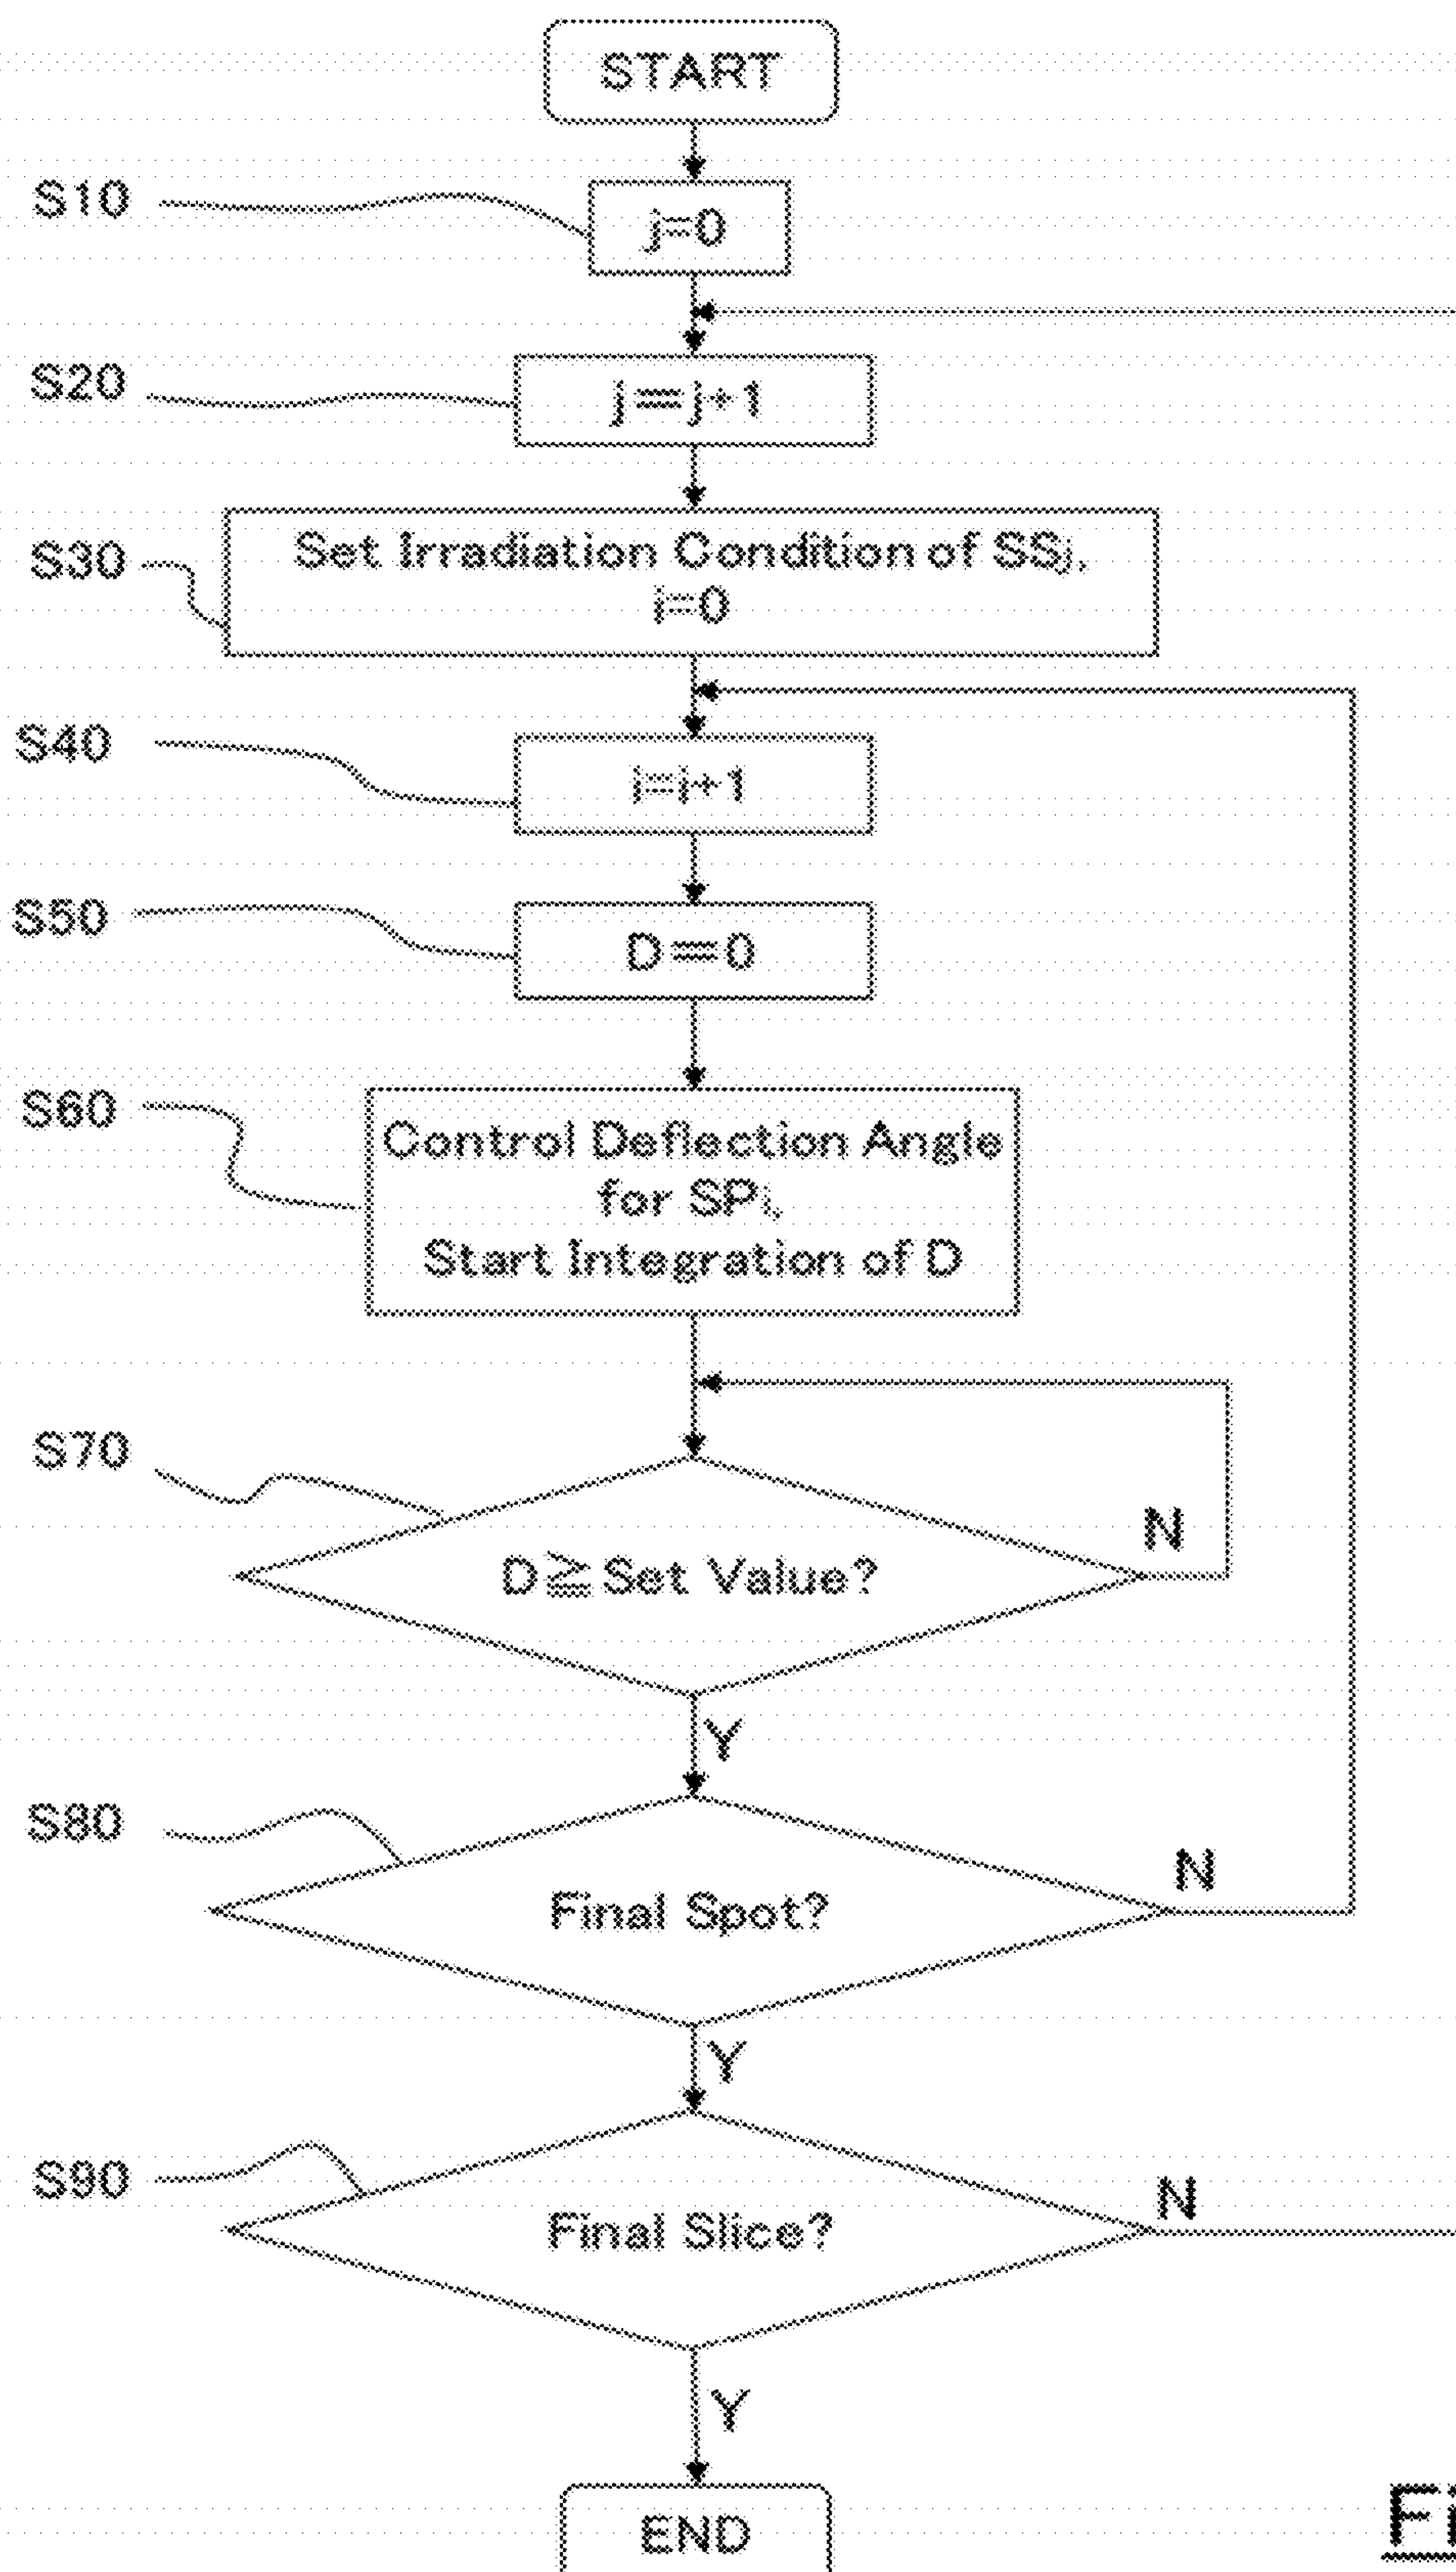 START
S10
j=0
S20
j=j+1
S30
Set Irradiation Condition of SSj,
i=0
S40
i=i+1
S50
D=0
S60
Control Deflection Angle
for SPi,
Start Integration of D
S70
D≧Set Value?
N
Y
S80
Final Spot?
N
Y
S90
Final Slice?
N
Y
END